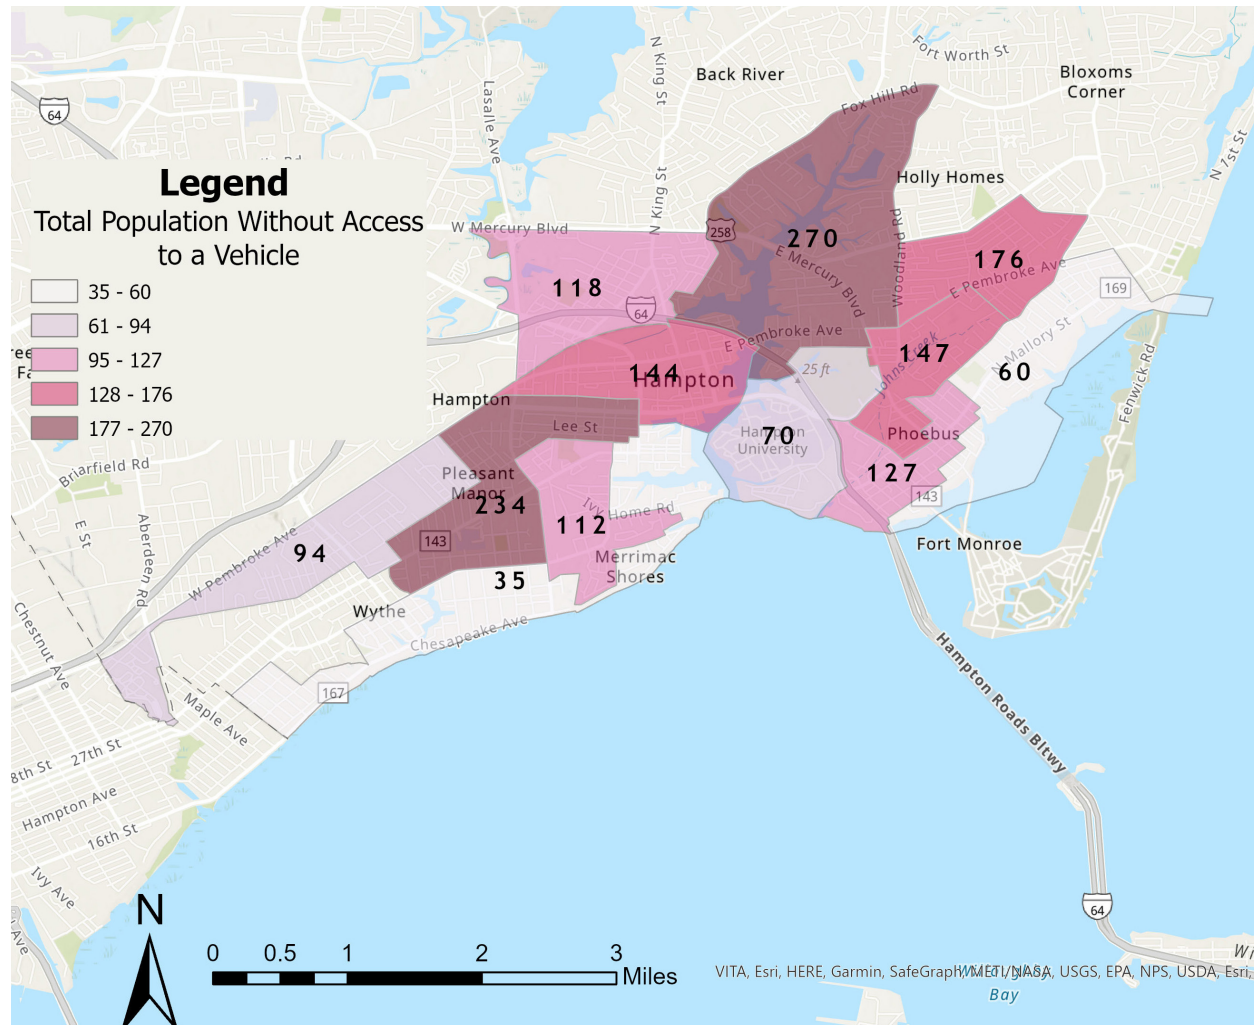 Fort Worth St
Back River
Bloxoms
Corner
N King St
Lasalle Ave
64
Fox Hill Rd
N 1st St
Legend
Total Population Without Access
to a Vehicle
35 - 60
61 - 94
95 - 127
128 - 176
177 - 270
Holly Homes
N King St
W Mercury Blvd
258
270
Woodland Rd
E Mercury Blvd
176
E Pembroke Ave
169
118
64
E Pembroke Ave
N Mallory St
147
Johns Creek
60
Fenwick Rd
25 ft
144
Hampton
Hampton
Lee St
Hampton
University
70
Phoebus
127
143
Briarfield Rd
Pleasant
Manor
234
Ivy Home Rd
112
143
E St
Aberdeen Rd
W Pembroke Ave
94
Merrimac
Shores
35
Fort Monroe
Wythe
Chesapeake Ave
Chestnut Ave
167
Maple Ave
Hampton Roads Bltwy
27th St
8th St
Hampton Ave
16th St
Ivy Ave
Ave
N
64
0 0.5 1 2 3
Miles
VITA, Esri, HERE, Garmin, SafeGraph, METI/NASA, USGS, EPA, NPS, USDA, Esri,
Bay